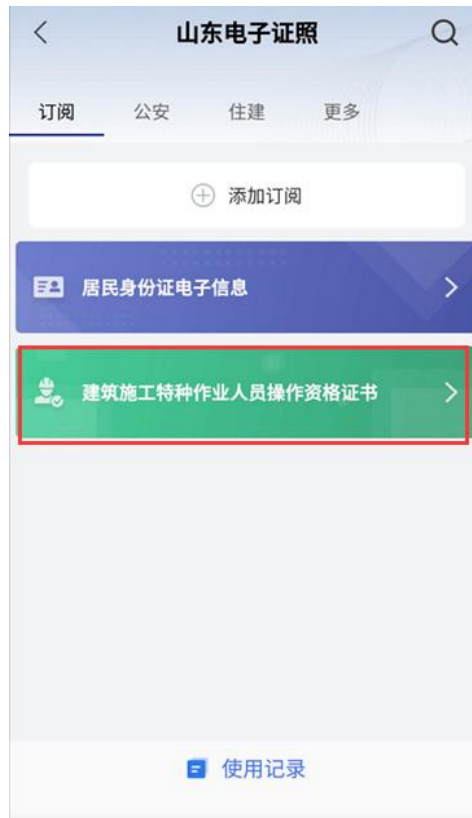 山东电子证照
订阅 公安 住建 更多
添加订阅
居民身份证电子信息
建筑施工特种作业人员操作资格证书
使用记录